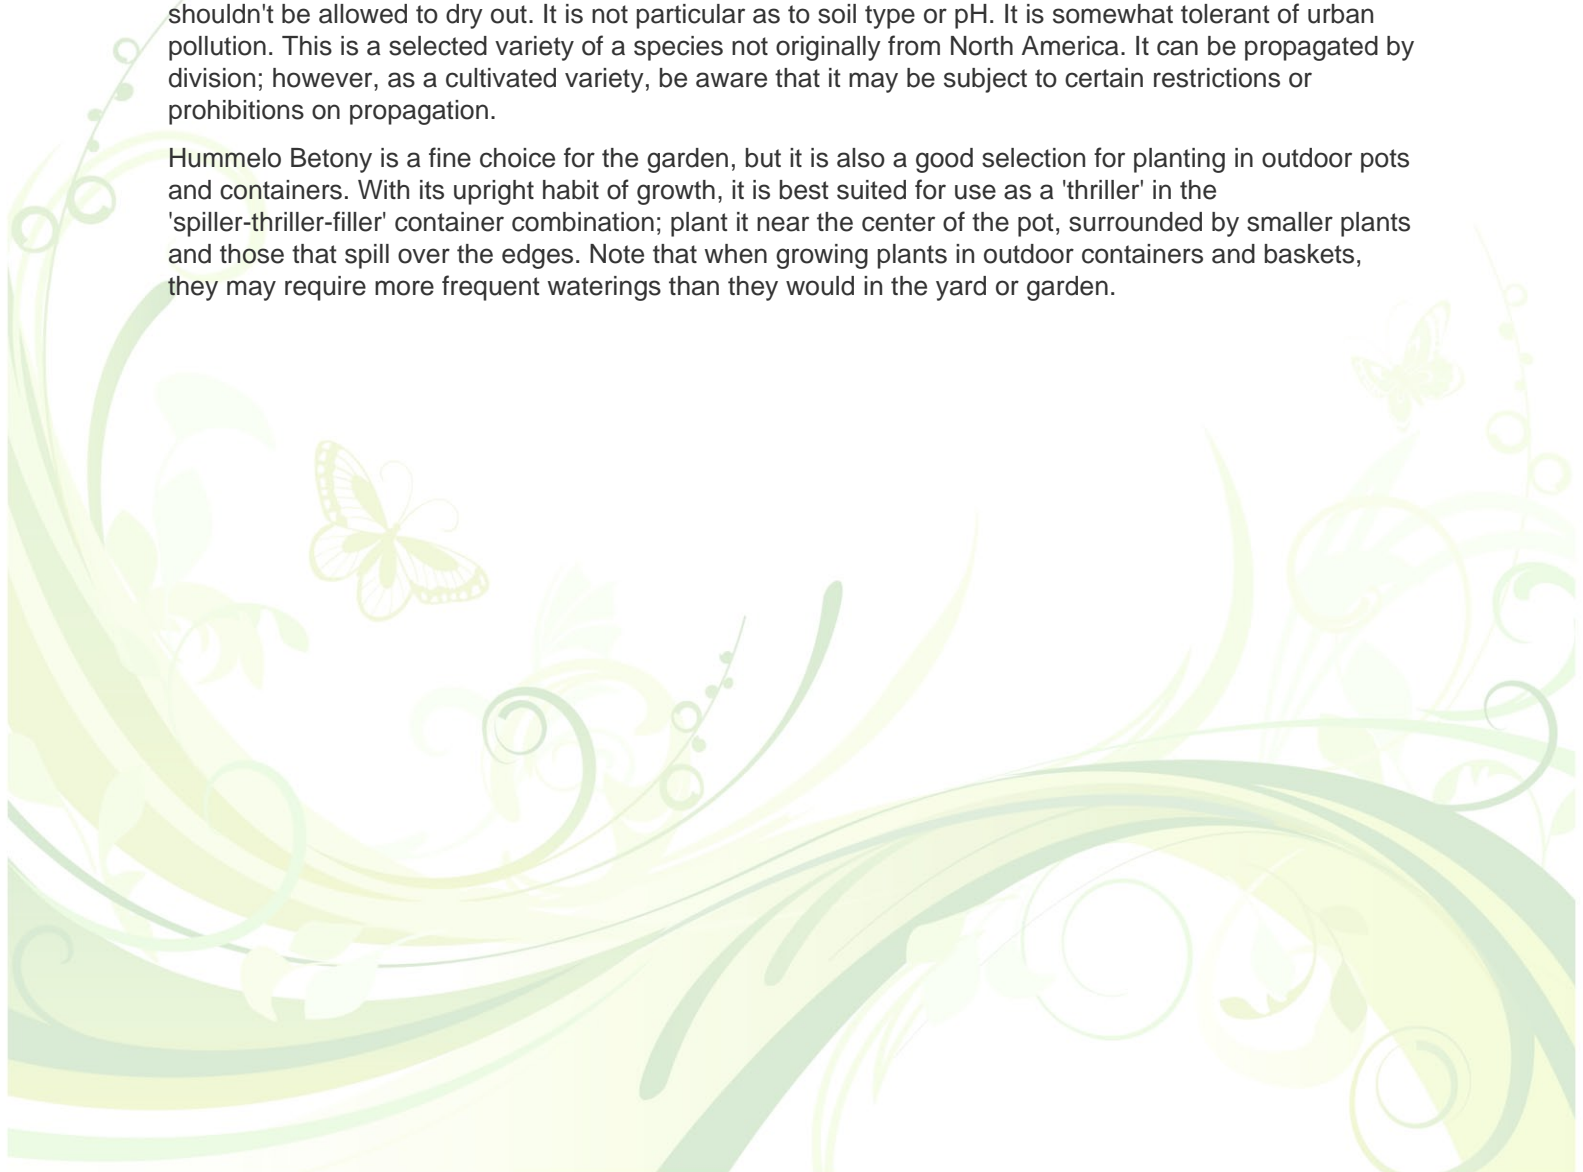 shouldn't be allowed to dry out. It is not particular as to soil type or pH. It is somewhat tolerant of urban
pollution. This is a selected variety of a species not originally from North America. It can be propagated by
division; however, as a cultivated variety, be aware that it may be subject to certain restrictions or
prohibitions on propagation.
Hummelo Betony is a fine choice for the garden, but it is also a good selection for planting in outdoor pots
and containers. With its upright habit of growth, it is best suited for use as a 'thriller' in the
'spiller-thriller-filler' container combination; plant it near the center of the pot, surrounded by smaller plants
and those that spill over the edges. Note that when growing plants in outdoor containers and baskets,
they may require more frequent waterings than they would in the yard or garden.